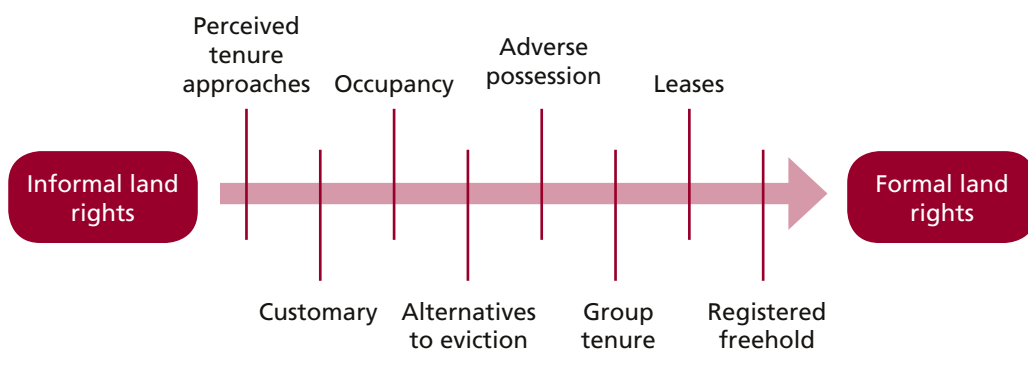 Perceived
tenure
approaches
Occupancy
Adverse
possession
Leases
Informal land
rights
Formal land
rights
Customary
Alternatives
to eviction
Group
tenure
Registered
freehold